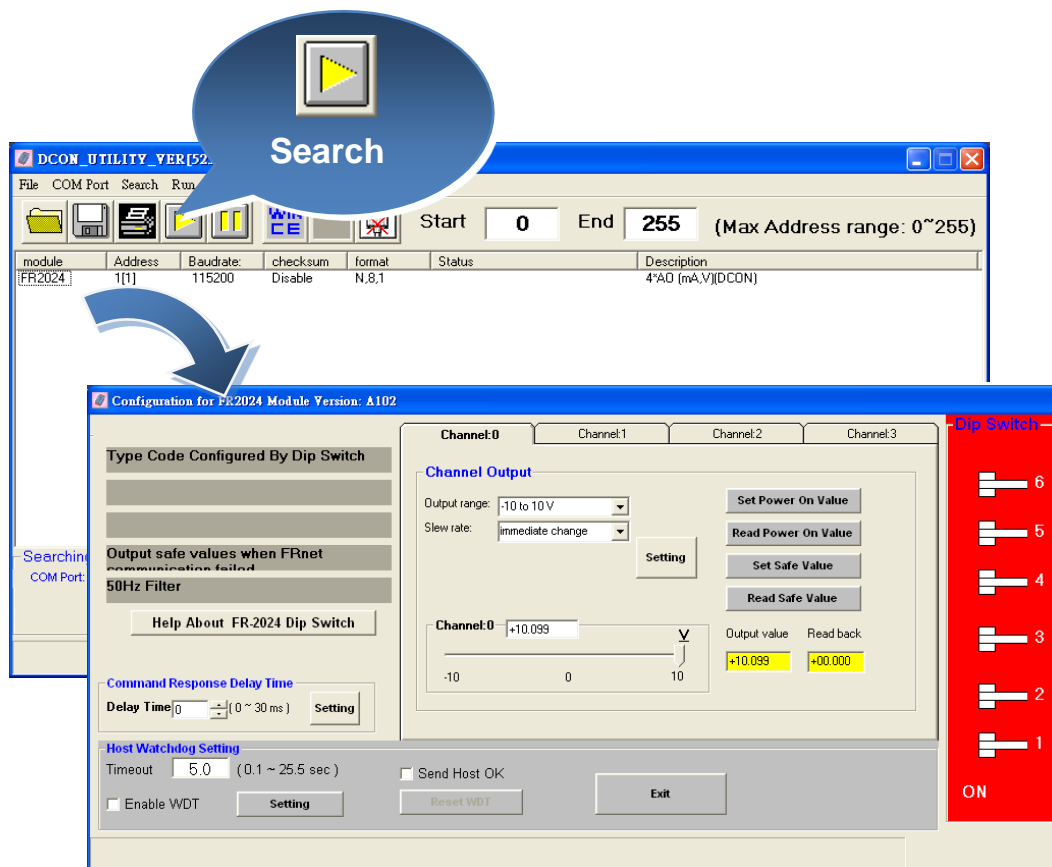 Search
DCON_UTILITY_VER[52
File COM Port Search Run
WIN
CE
Start 0 End 255 (Max Address range: 0~255)
module Address Baudrate: checksum format Status Description
FR2024 1[1] 115200 Disable N,8,1 4*AO (mA,V)(DCON)
Searching
COM Port:
Configuration for FR2024 Module Version: A102
Type Code Configured By Dip Switch
Output safe values when FRnet
communication failed
50Hz Filter
Help About FR-2024 Dip Switch
Command Response Delay Time
Delay Time 0 ( 0 ~ 30 ms ) Setting
Channel:0 Channel:1 Channel:2 Channel:3
Channel Output
Output range: -10 to 10 V
Slew rate: immediate change
Setting
Set Power On Value
Read Power On Value
Set Safe Value
Read Safe Value
Channel:0 +10.099 V
-10 0 10
Output value Read back
+10.099 +00.000
Host Watchdog Setting
Timeout 5.0 ( 0.1 ~ 25.5 sec )
Enable WDT Setting
Send Host OK
Reset WDT
Exit
Dip Switch
6
5
4
3
2
1
ON